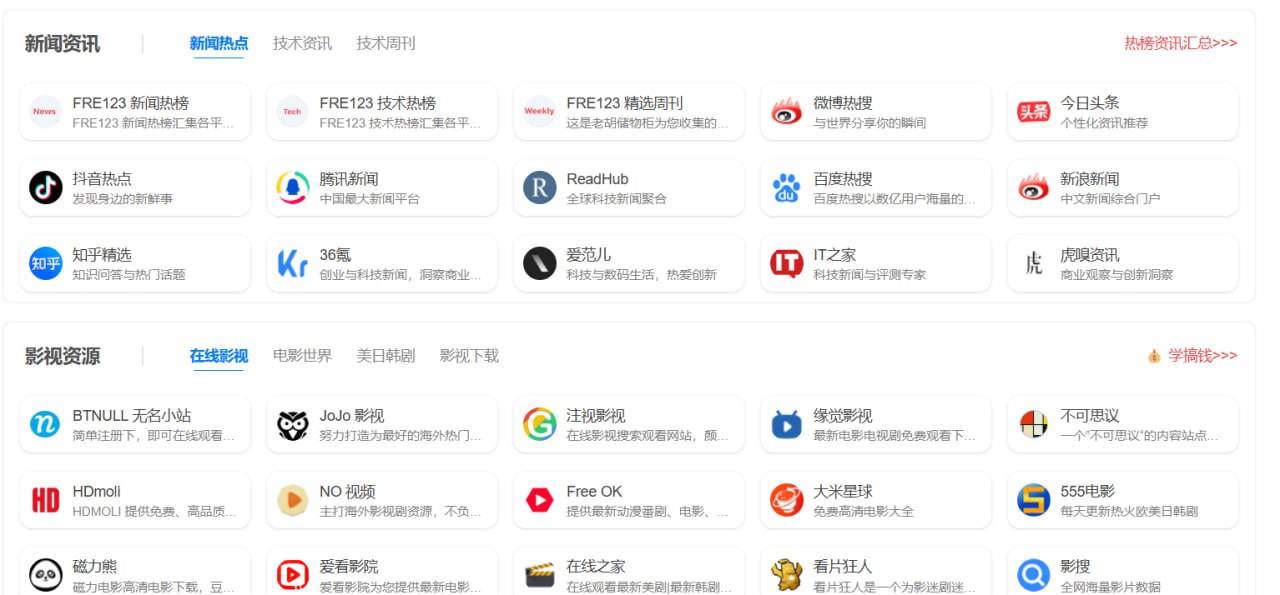 新闻资讯 新闻热点 技术资讯 技术周刊 热榜资讯汇总>>>
News FRE123 新闻热榜 Tech FRE123 技术热榜 Weekly FRE123 精选周刊 微博热搜 头条 今日头条
FRE123 新闻热榜汇集各平... FRE123 技术热榜汇集各平... 这是老胡储物柜为您收集的... 与世界分享你的瞬间 个性化资讯推荐
抖音热点 腾讯新闻 R ReadHub du 百度热搜 新浪新闻
发现身边的新鲜事 中国最大新闻平台 全球科技新闻聚合 百度热搜以数亿用户海量的... 中文新闻综合门户
知乎 知乎精选 Kr 36氪 爱范儿 IT IT之家 虎 虎嗅资讯
知识问答与热门话题 创业与科技新闻，洞察商业... 科技与数码生活，热爱创新 科技新闻与评测专家 商业观察与创新洞察
影视资源 在线影视 电影世界 美日韩剧 影视下载 学搞钱>>>
n BTNULL 无名小站 JoJo 影视 注视影视 缘觉影视 不可思议
简单注册下，即可在线观看... 努力打造为最好的海外热门... 在线影视搜索观看网站，颜... 最新电影电视剧免费观看下... 一个“不可思议”的内容站点...
HD HDmoli NO 视频 Free OK 大米星球 5 555电影
HDMOLI 提供免费、高品质... 主打海外影视剧资源，不负... 提供最新动漫番剧、电影、... 免费高清电影大全 每天更新热火欧美日韩剧
磁力熊 爱看影院 在线之家 看片狂人 影搜
磁力电影高清电影下载，豆... 爱看影院为您提供最新电影... 在线观看最新美剧|最新韩剧... 看片狂人是一个为影迷剧迷... 全网海量影片数据